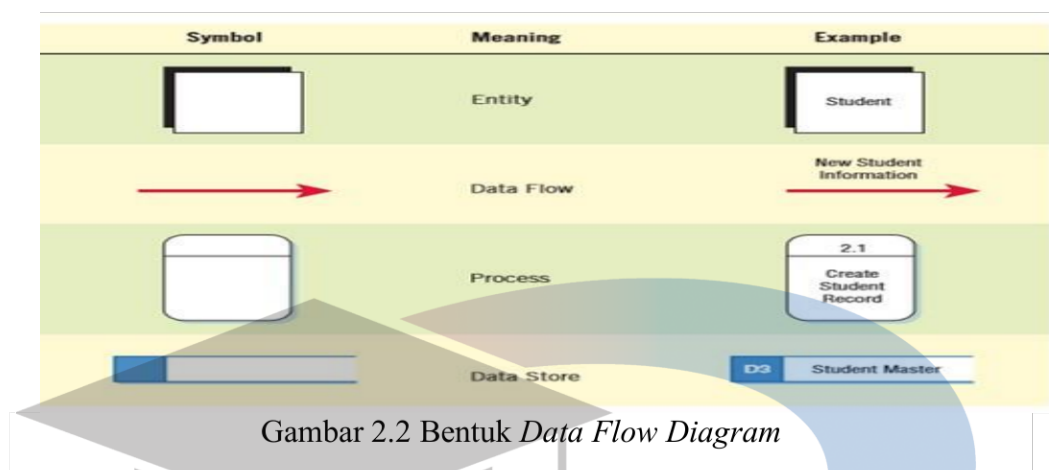 Symbol Meaning Example
Entity Student
Data Flow New Student
Information
Process 2.1
Create
Student
Record
Data Store D3 Student Master
Gambar 2.2 Bentuk Data Flow Diagram